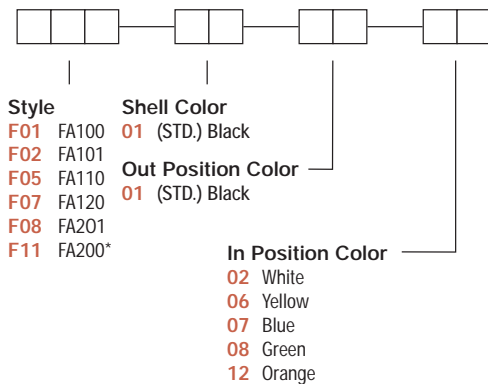 Style
F01 FA100
F02 FA101
F05 FA110
F07 FA120
F08 FA201
F11 FA200*
Shell Color
01 (STD.) Black
Out Position Color
01 (STD.) Black
In Position Color
02 White
06 Yellow
07 Blue
08 Green
12 Orange